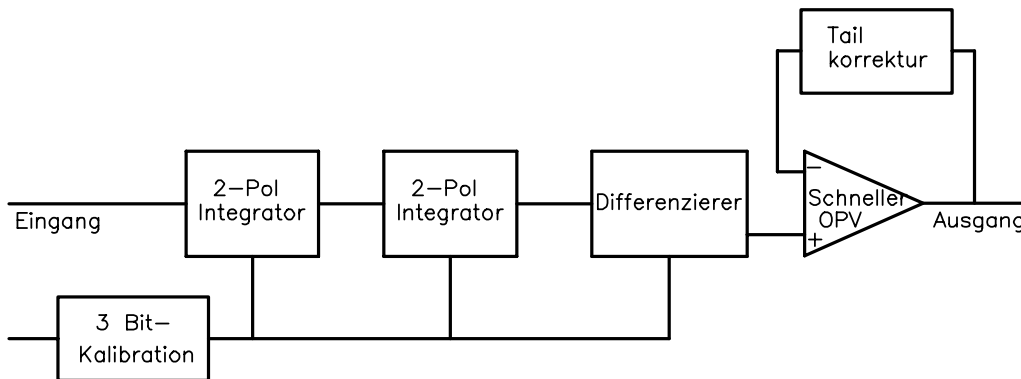 Tail
korrektur
2-Pol
Integrator
2-Pol
Integrator
Differenzierer
-
Schneller
OPV
+
Eingang
Ausgang
3 Bit-
Kalibration